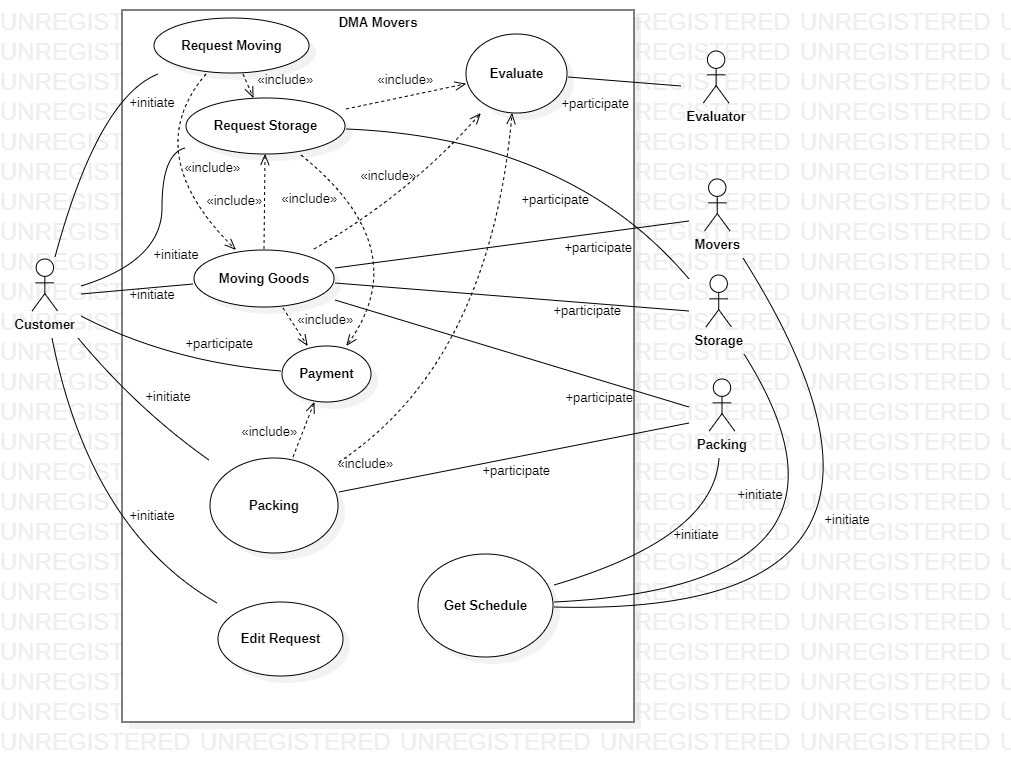 DMA Movers
Request Moving
«include»
«include»
Evaluate
+initiate
+participate
Evaluator
Request Storage
«include»
«include»
«include»
«include»
+participate
Movers
+participate
+initiate
Customer
Moving Goods
+initiate
«include»
+participate
Storage
+participate
Payment
+initiate
+participate
«include»
Packing
«include»
+participate
Packing
+initiate
+initiate
+initiate
+initiate
Get Schedule
Edit Request
UNREGISTERED UNREGISTERED UNREGISTERED UNREGISTERED UNREGISTERED